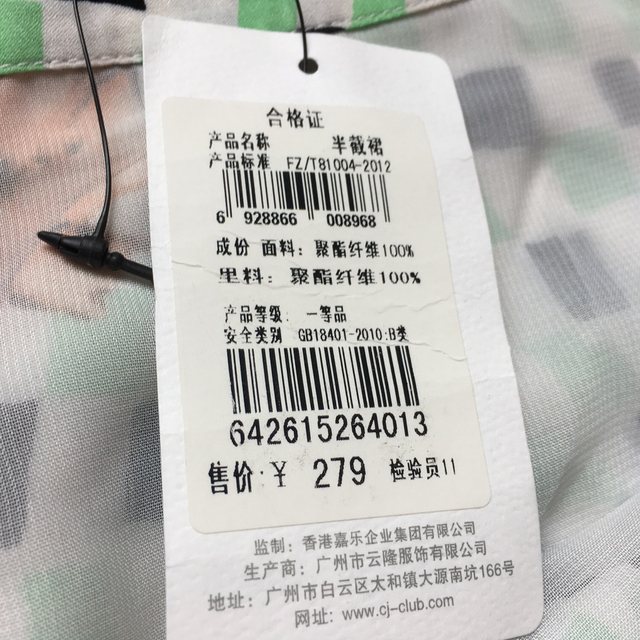 合格证
产品名称 半截裙
产品标准 FZ/T81004-2012
6 928866 008968
成份 面料：聚酯纤维100%
里料：聚酯纤维100%
产品等级： 一等品
安全类别 GB18401-2010:B类
642615264013
售价:¥ 279 检验员11
监制：香港嘉乐企业集团有限公司
生产商：广州市云隆服饰有限公司
地址：广州市白云区太和镇大源南坑166号
网址：www.cj-club.com